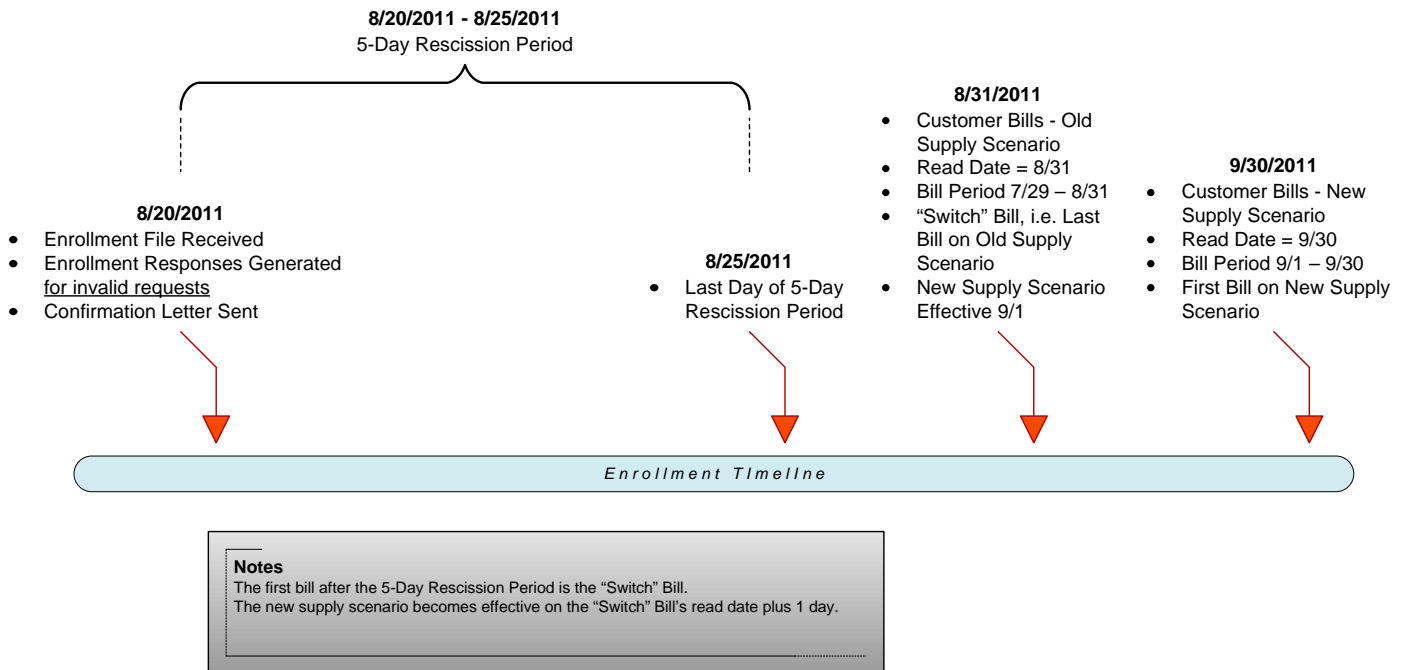 8/20/2011 - 8/25/2011
5-Day Rescission Period
8/20/2011
• Enrollment File Received
• Enrollment Responses Generated
for invalid requests
• Confirmation Letter Sent
8/25/2011
• Last Day of 5-Day
Rescission Period
8/31/2011
• Customer Bills - Old
Supply Scenario
• Read Date = 8/31
• Bill Period 7/29 – 8/31
• “Switch” Bill, i.e. Last
Bill on Old Supply
Scenario
• New Supply Scenario
Effective 9/1
9/30/2011
• Customer Bills - New
Supply Scenario
• Read Date = 9/30
• Bill Period 9/1 – 9/30
• First Bill on New Supply
Scenario
Enrollment TImelIne
Notes
The first bill after the 5-Day Rescission Period is the “Switch” Bill.
The new supply scenario becomes effective on the “Switch” Bill’s read date plus 1 day.